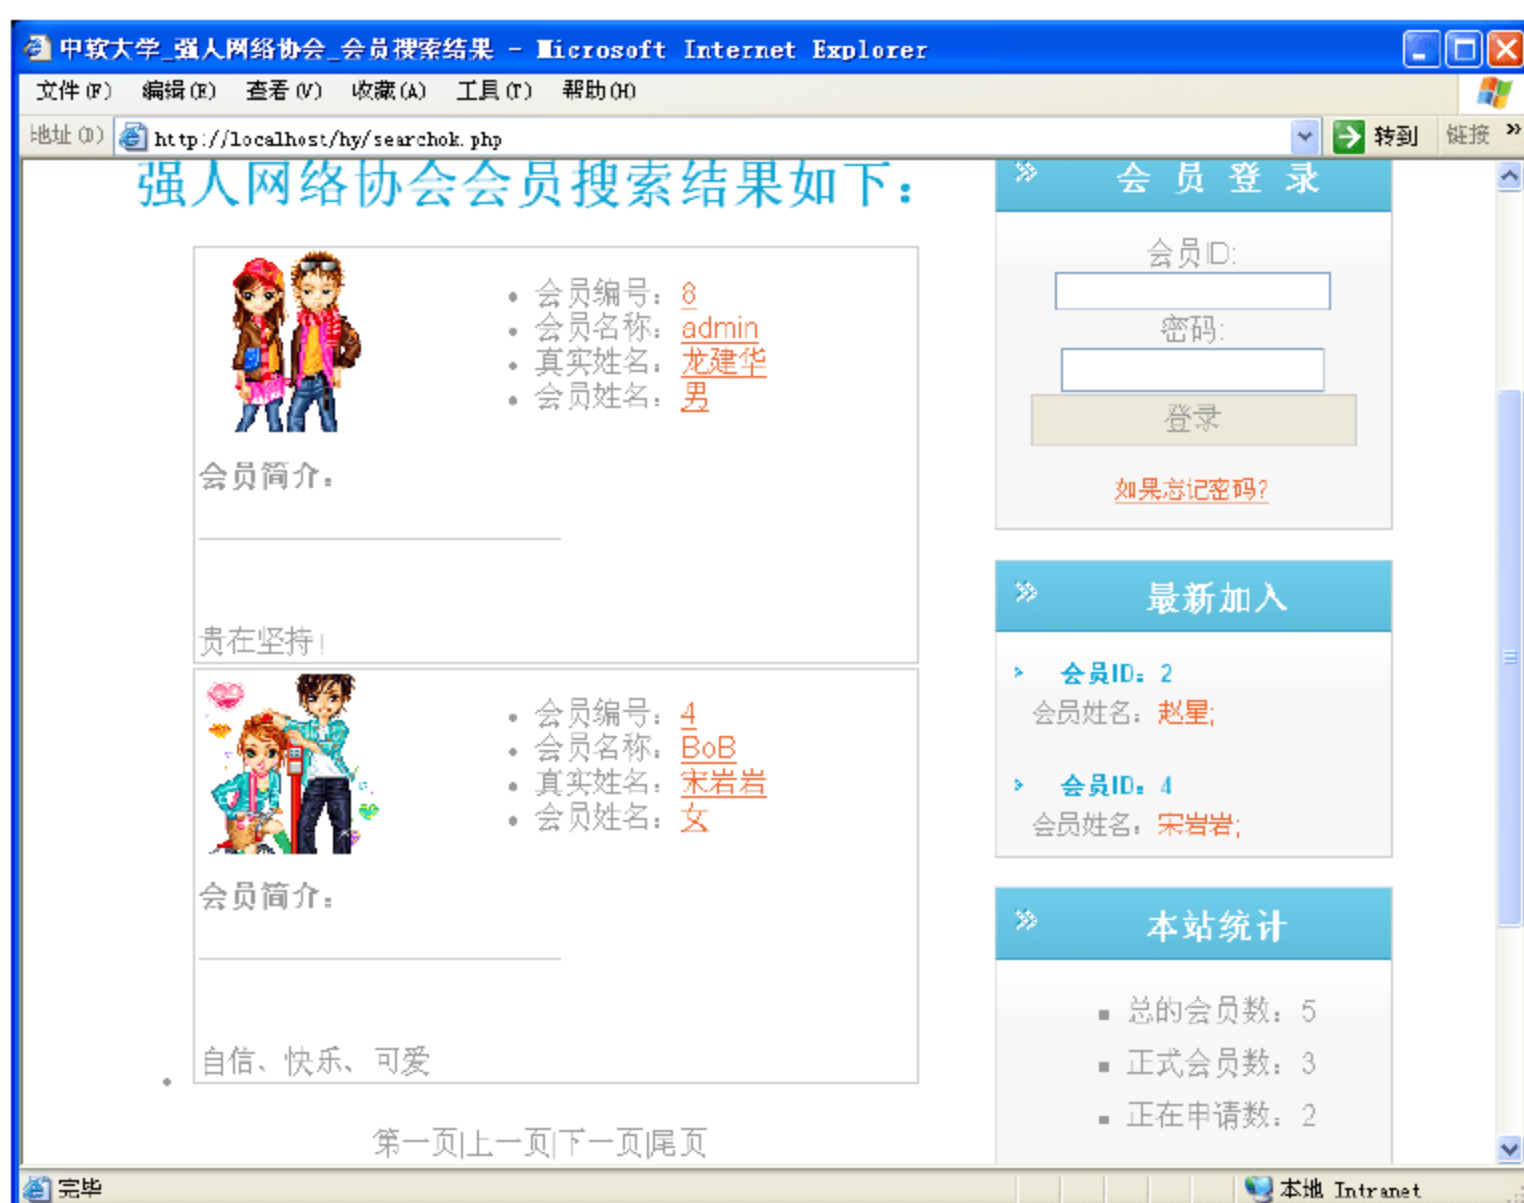 中软大学_强人网络协会_会员搜索结果 - Microsoft Internet Explorer
文件(F) 编辑(E) 查看(V) 收藏(A) 工具(T) 帮助(H)
地址(D) http://localhost/hy/searchok.php 转到 链接 »
强人网络协会会员搜索结果如下：
会员编号：8
会员名称：admin
真实姓名：龙建华
会员姓名：男
会员简介：
贵在坚持!
会员编号：4
会员名称：BoB
真实姓名：宋岩岩
会员姓名：女
会员简介：
自信、快乐、可爱
第一页|上一页|下一页|尾页
会 员 登 录
会员ID:
密码:
登录
如果忘记密码?
最新加入
会员ID：2
会员姓名：赵星;
会员ID：4
会员姓名：宋岩岩;
本站统计
总的会员数：5
正式会员数：3
正在申请数：2
完毕 本地 Intranet